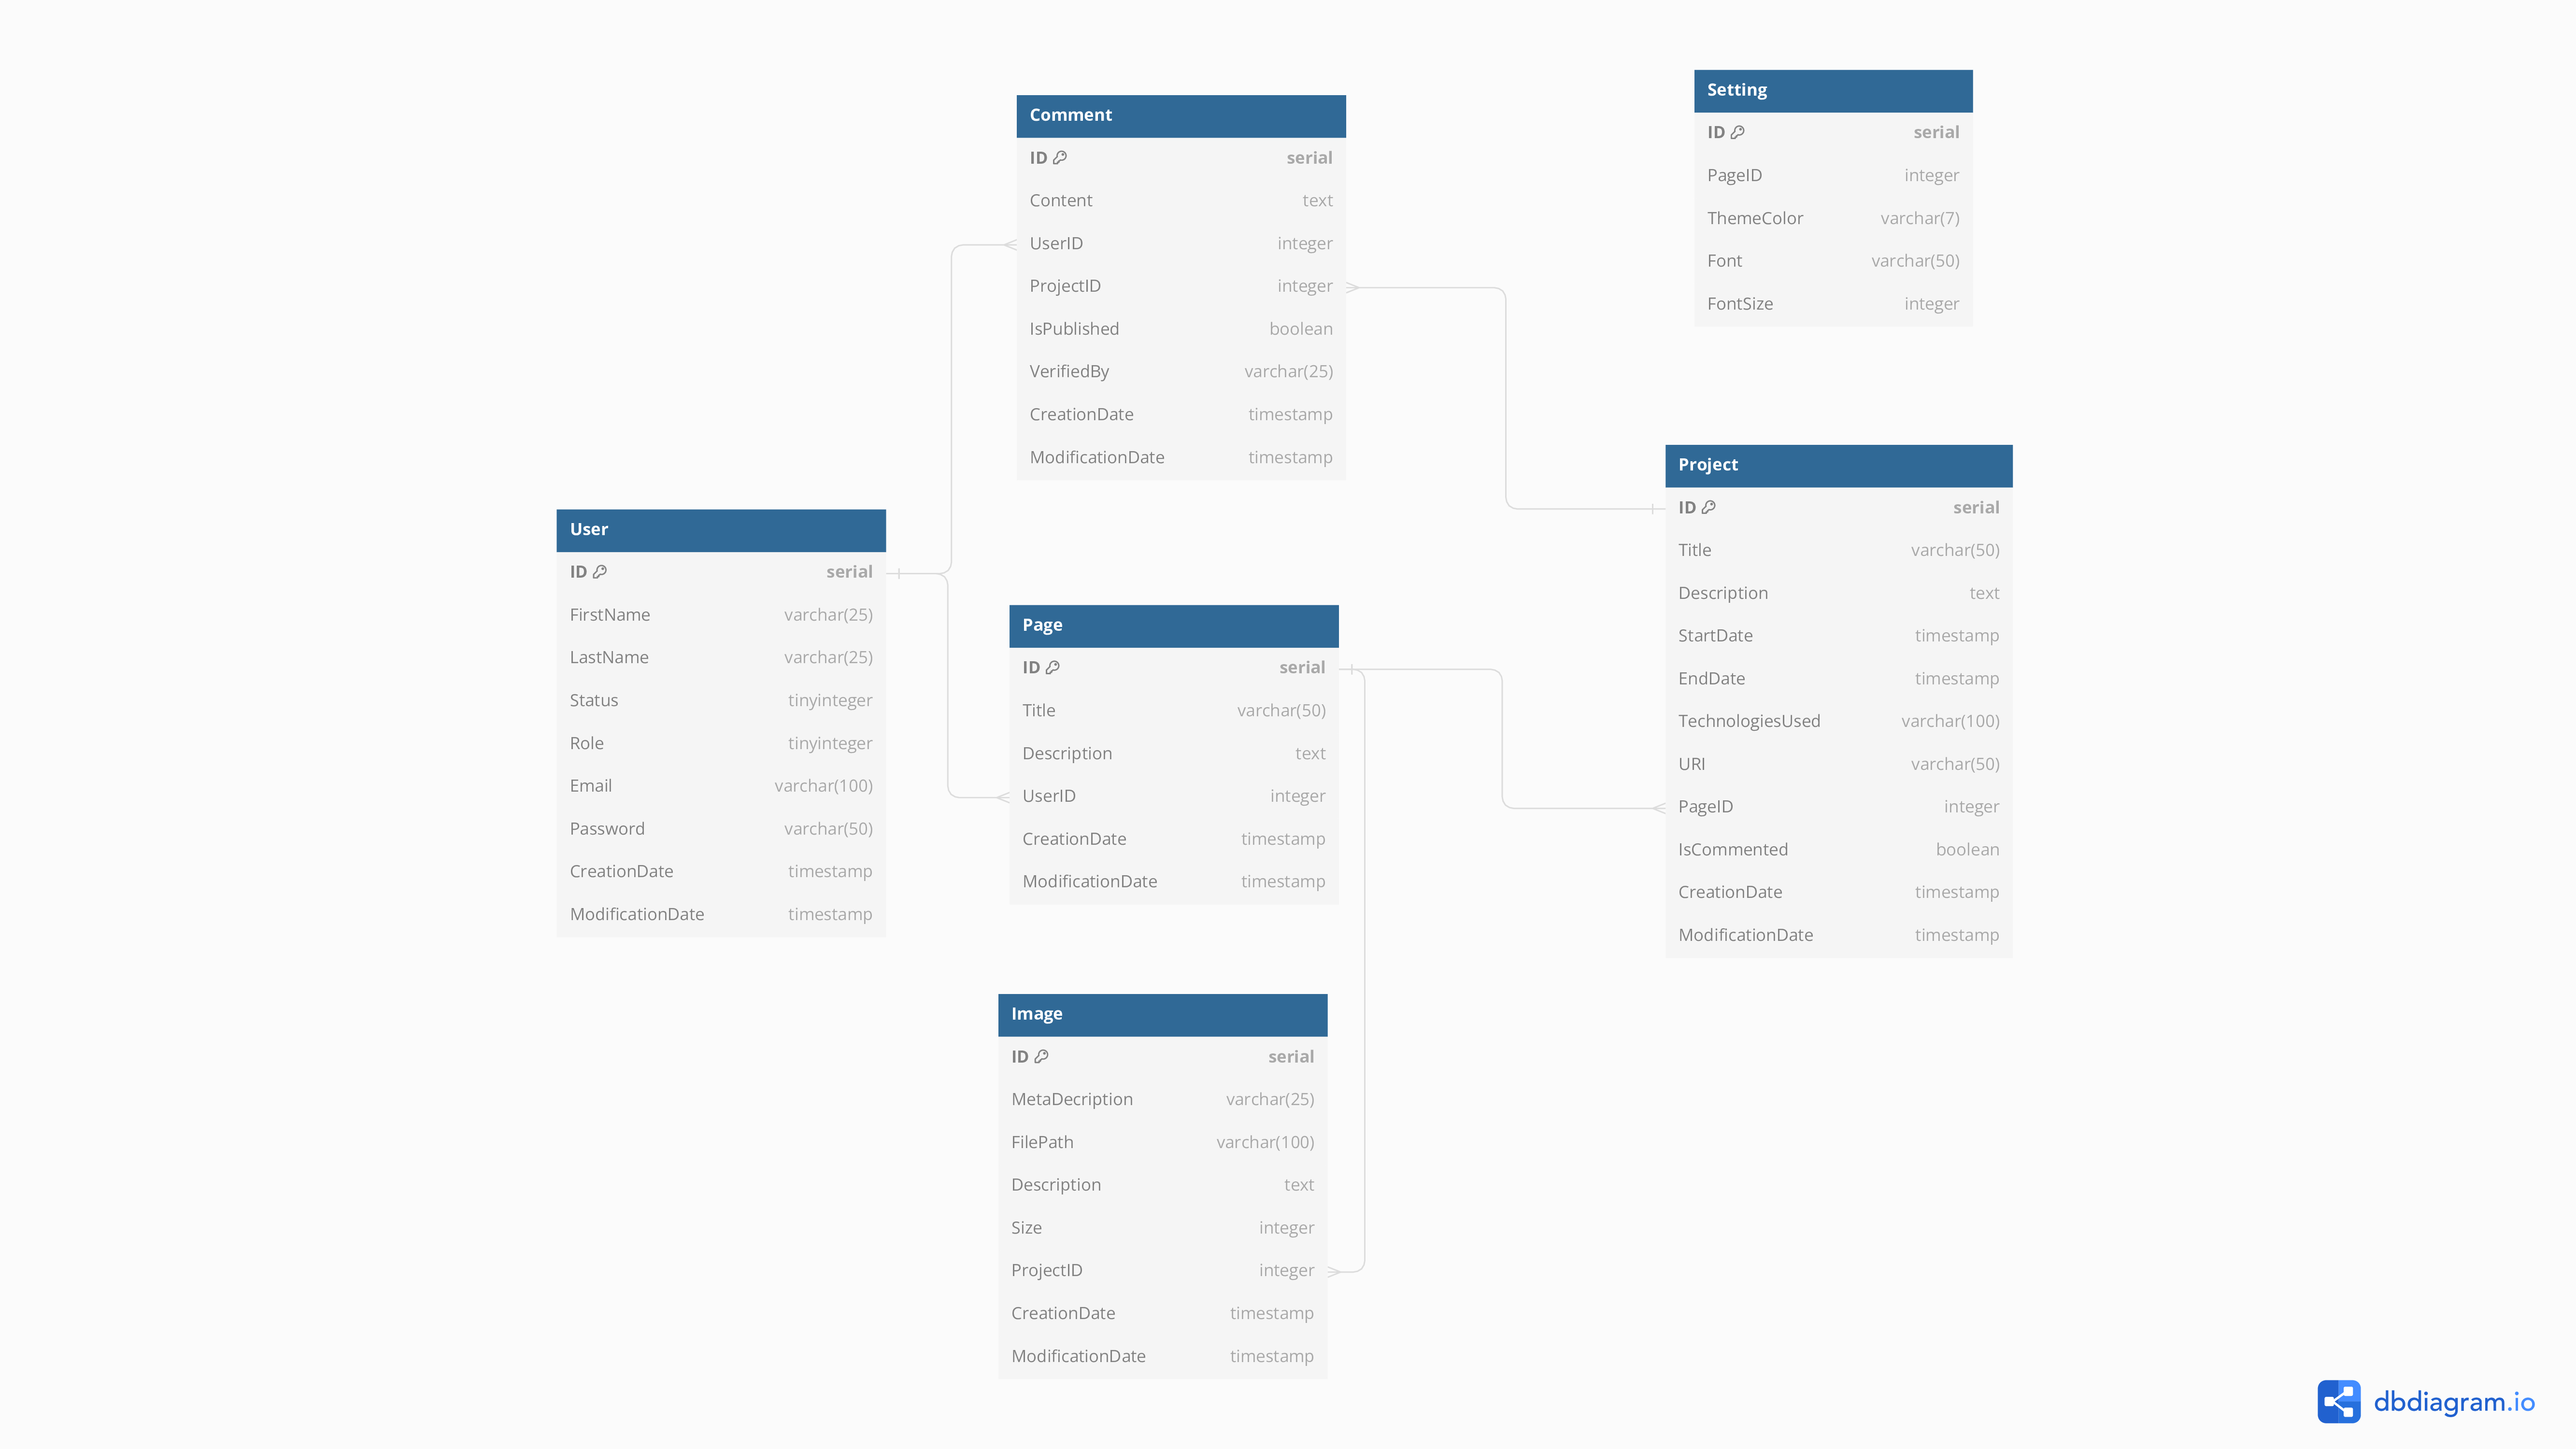 Setting
ID serial
PageID integer
ThemeColor varchar(7)
Font varchar(50)
FontSize integer
Comment
ID serial
Content text
UserID integer
ProjectID integer
IsPublished boolean
VerifiedBy varchar(25)
CreationDate timestamp
ModificationDate timestamp
Project
ID serial
Title varchar(50)
Description text
StartDate timestamp
EndDate timestamp
TechnologiesUsed varchar(100)
URI varchar(50)
PageID integer
IsCommented boolean
CreationDate timestamp
ModificationDate timestamp
User
ID serial
FirstName varchar(25)
LastName varchar(25)
Status tinyinteger
Role tinyinteger
Email varchar(100)
Password varchar(50)
CreationDate timestamp
ModificationDate timestamp
Page
ID serial
Title varchar(50)
Description text
UserID integer
CreationDate timestamp
ModificationDate timestamp
Image
ID serial
MetaDecription varchar(25)
FilePath varchar(100)
Description text
Size integer
ProjectID integer
CreationDate timestamp
ModificationDate timestamp
dbdiagram.io